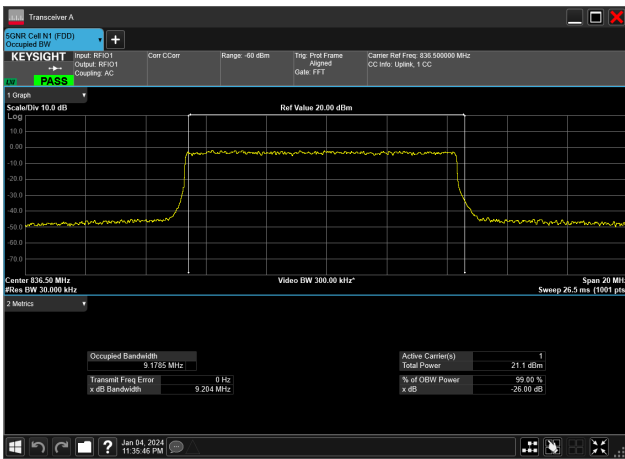 Transceiver A
5GNR Cell N1 (FDD)
Occupied BW
KEYSIGHT
PASS
Input: RFIO1
Output: RFIO1
Coupling: AC
Corr CCorr
Range: -60 dBm
Trig: Prot Frame
Aligned
Gate: FFT
Carrier Ref Freq: 836.500000 MHz
CC Info: Uplink, 1 CC
1 Graph
Scale/Div 10.0 dB
Ref Value 20.00 dBm
Log
10.0
0.00
-10.0
-20.0
-30.0
-40.0
-50.0
-60.0
-70.0
Center 836.50 MHz
Video BW 300.00 kHz*
Span 20 MHz
#Res BW 30.000 kHz
Sweep 26.5 ms (1001 pts
2 Metrics
Occupied Bandwidth
9.1785 MHz
Transmit Freq Error 0 Hz
x dB Bandwidth 9.204 MHz
Active Carrier(s) 1
Total Power 21.1 dBm
% of OBW Power 99.00 %
x dB -26.00 dB
Jan 04, 2024
11:35:46 PM